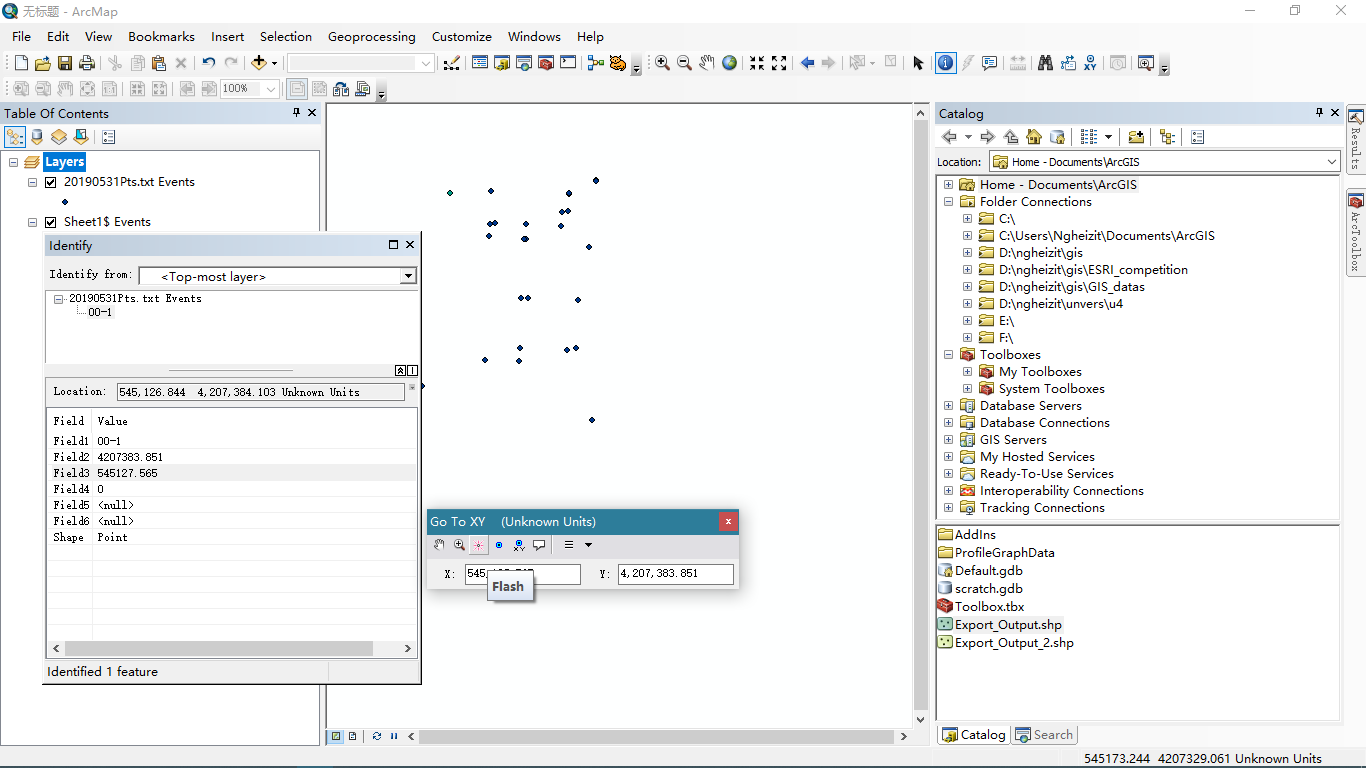 无标题 - ArcMap
File Edit View Bookmarks Insert Selection Geoprocessing Customize Windows Help
100%
Table Of Contents
Layers
20190531Pts.txt Events
Sheet1$ Events
Identify
Identify from: <Top-most layer>
20190531Pts.txt Events
00-1
Location: 545,126.844 4,207,384.103 Unknown Units
Field Value
Field1 00-1
Field2 4207383.851
Field3 545127.565
Field4 0
Field5 <null>
Field6 <null>
Shape Point
Identified 1 feature
Go To XY (Unknown Units)
X: Y: 4,207,383.851
Flash
Catalog
Location: Home - Documents\ArcGIS
Home - Documents\ArcGIS
Folder Connections
C:\
C:\Users\Ngheizit\Documents\ArcGIS
D:\ngheizit\gis
D:\ngheizit\gis\ESRI_competition
D:\ngheizit\gis\GIS_datas
D:\ngheizit\unvers\u4
E:\
F:\
Toolboxes
My Toolboxes
System Toolboxes
Database Servers
Database Connections
GIS Servers
My Hosted Services
Ready-To-Use Services
Interoperability Connections
Tracking Connections
AddIns
ProfileGraphData
Default.gdb
scratch.gdb
Toolbox.tbx
Export_Output.shp
Export_Output_2.shp
Catalog Search
Results
ArcToolbox
545173.244 4207329.061 Unknown Units